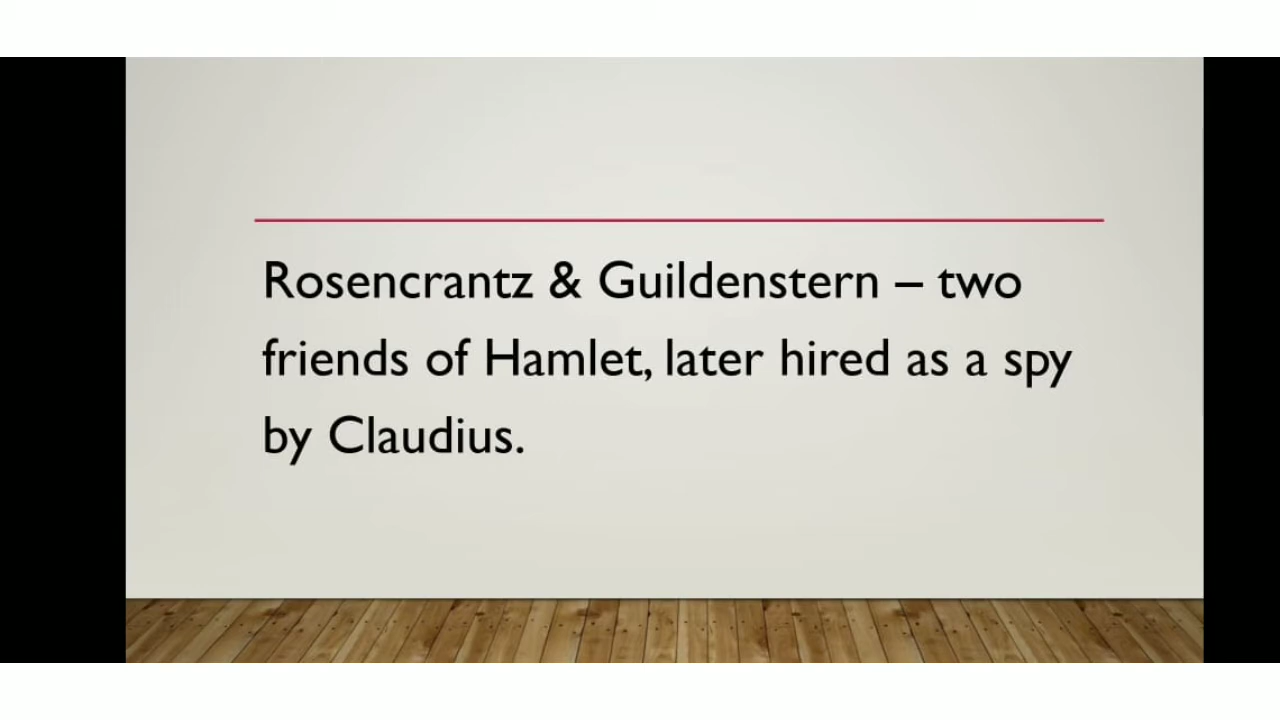 Rosencrantz & Guildenstern – two
friends of Hamlet, later hired as a spy
by Claudius.